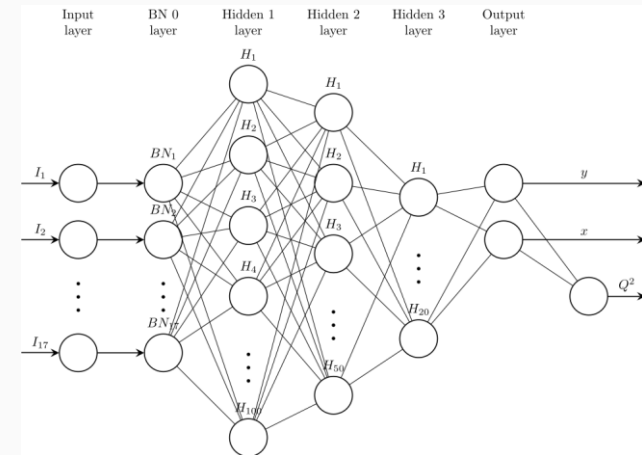 Input layer
BN 0 layer
Hidden 1 layer
Hidden 2 layer
Hidden 3 layer
Output layer
I₁
I₂
I₁₇
BN₁
BN₂
BN₁₇
H₁
H₂
H₃
H₄
H₁₀₀
H₁
H₂
H₃
H₅₀
H₁
H₂₀
y
x
Q²